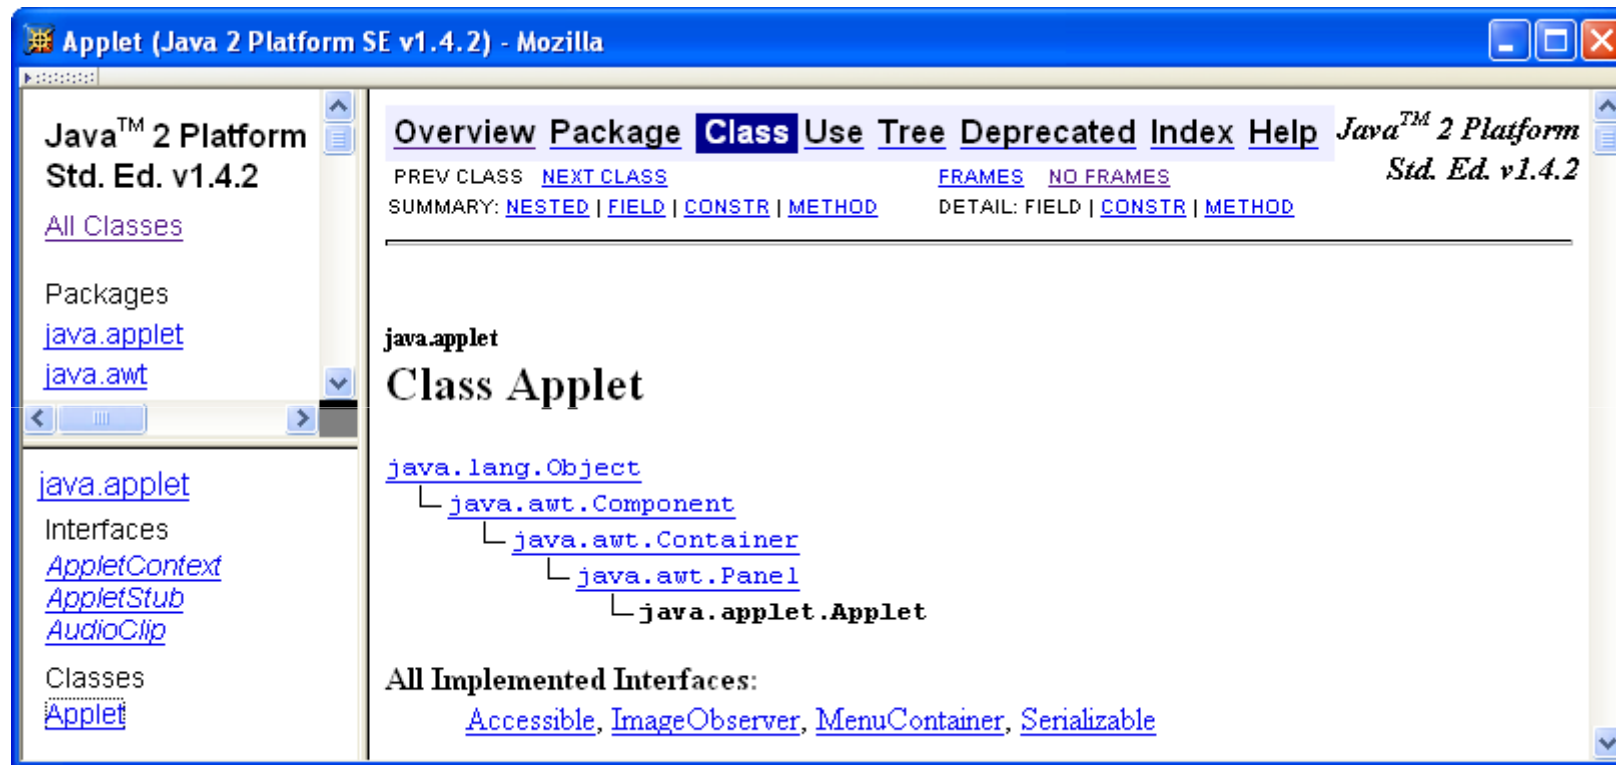 Applet (Java 2 Platform SE v1.4.2) - Mozilla
Java™ 2 Platform
Std. Ed. v1.4.2
All Classes
Packages
java.applet
java.awt
java.applet
Interfaces
AppletContext
AppletStub
AudioClip
Classes
Applet
Overview Package Class Use Tree Deprecated Index Help
Java™ 2 Platform
Std. Ed. v1.4.2
PREV CLASS NEXT CLASS FRAMES NO FRAMES
SUMMARY: NESTED | FIELD | CONSTR | METHOD DETAIL: FIELD | CONSTR | METHOD
java.applet
Class Applet
java.lang.Object
java.awt.Component
java.awt.Container
java.awt.Panel
java.applet.Applet
All Implemented Interfaces:
Accessible, ImageObserver, MenuContainer, Serializable